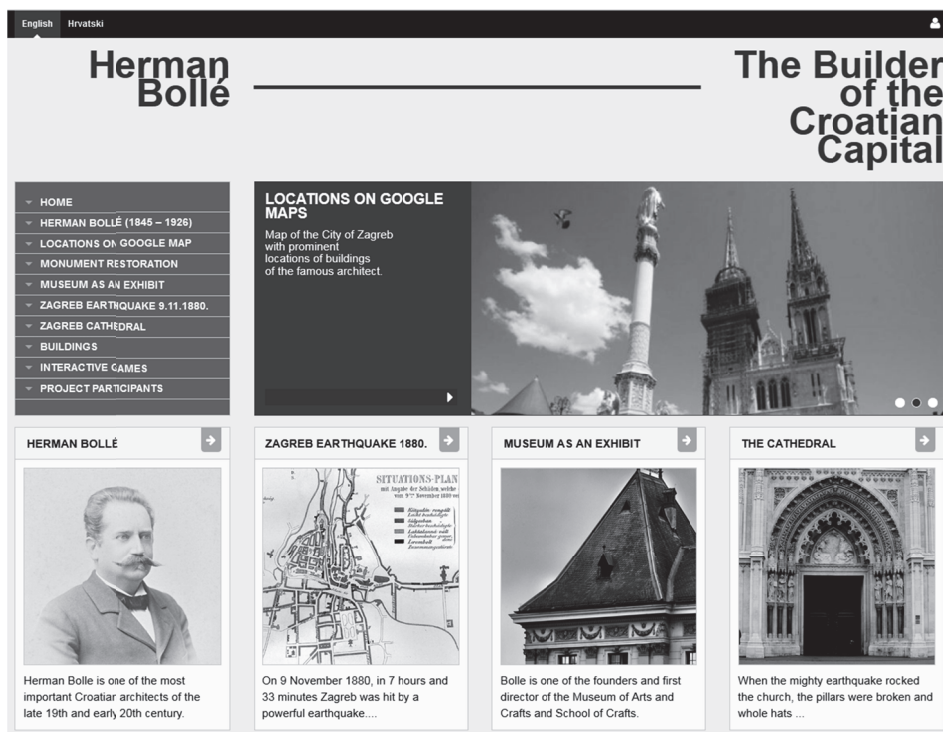 English Hrvatski
Herman
Bollé
The Builder
of the
Croatian
Capital
HOME
HERMAN BOLLÉ (1845 – 1926)
LOCATIONS ON GOOGLE MAP
MONUMENT RESTORATION
MUSEUM AS AN EXHIBIT
ZAGREB EARTHQUAKE 9.11.1880.
ZAGREB CATHEDRAL
BUILDINGS
INTERACTIVE GAMES
PROJECT PARTICIPANTS
LOCATIONS ON GOOGLE
MAPS
Map of the City of Zagreb
with prominent
locations of buildings
of the famous architect.
HERMAN BOLLÉ
Herman Bolle is one of the most
important Croatian architects of the
late 19th and early 20th century.
ZAGREB EARTHQUAKE 1880.
SITUATIONS-PLAN
mit Angabe der Schäden, welche
On 9 November 1880, in 7 hours and
33 minutes Zagreb was hit by a
powerful earthquake....
MUSEUM AS AN EXHIBIT
Bolle is one of the founders and first
director of the Museum of Arts and
Crafts and School of Crafts.
THE CATHEDRAL
When the mighty earthquake rocked
the church, the pillars were broken and
whole hats ...